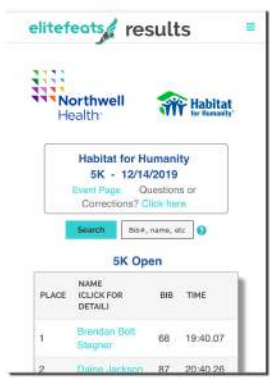 elitefeats results
Northwell
Health
Habitat
for Humanity
Habitat for Humanity
5K - 12/14/2019
Event Page Questions or
Corrections? Click here
Search Bib#, name, etc ?
5K Open
PLACE NAME (CLICK FOR DETAIL) BIB TIME
1 Brendan Bott Stagner 68 19:40.07
2 Daine Jackson 87 20:40.26